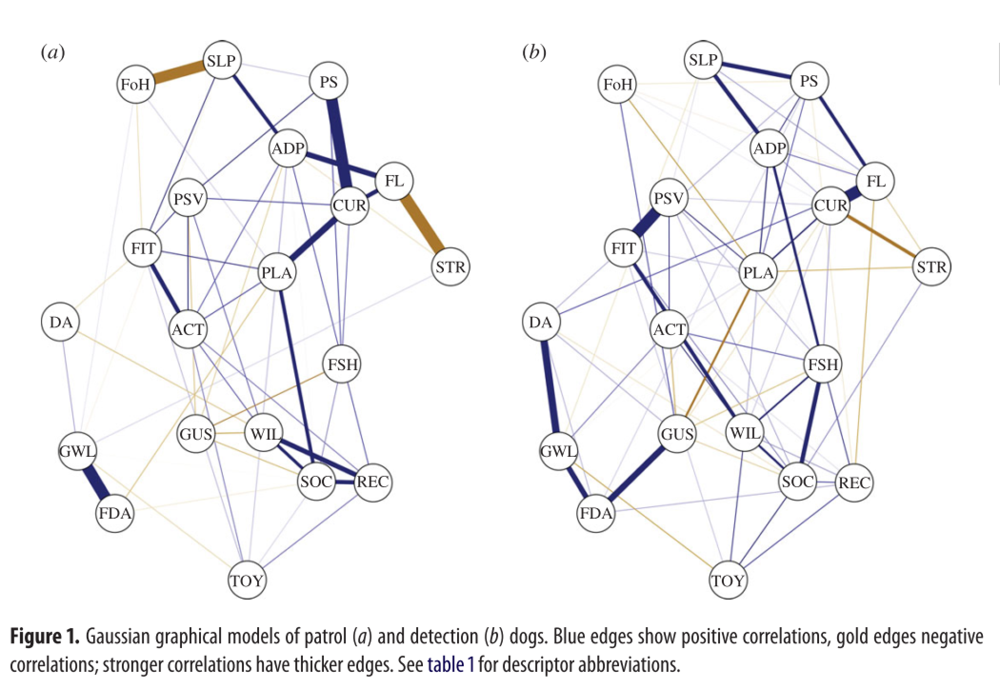 (a)
SLP
FoH
PS
ADP
FL
PSV
CUR
FIT
PLA
STR
DA
ACT
FSH
GUS
WIL
GWL
SOC
REC
FDA
TOY
(b)
SLP
FoH
PS
ADP
FL
PSV
CUR
FIT
PLA
STR
DA
ACT
FSH
GUS
WIL
GWL
SOC
REC
FDA
TOY
Figure 1. Gaussian graphical models of patrol (a) and detection (b) dogs. Blue edges show positive correlations, gold edges negative
correlations; stronger correlations have thicker edges. See table 1 for descriptor abbreviations.